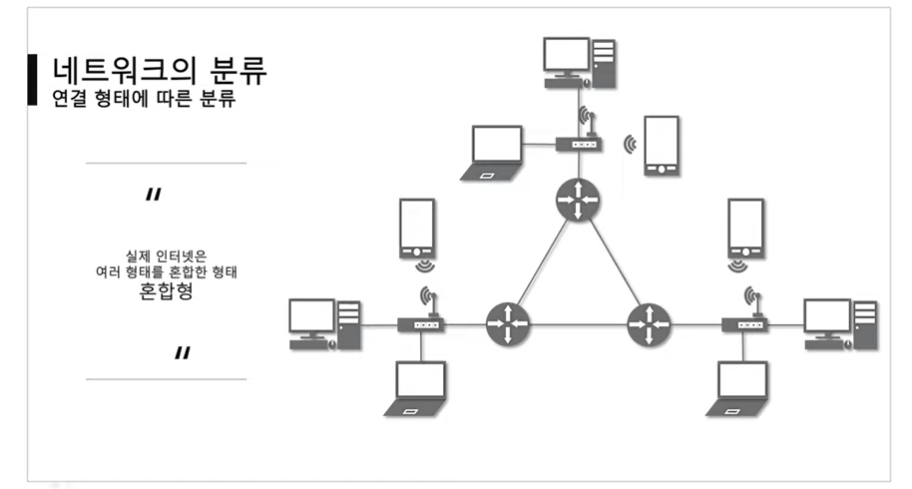 네트워크의 분류
연결 형태에 따른 분류
"
실제 인터넷은
여러 형태를 혼합한 형태
혼합형
"